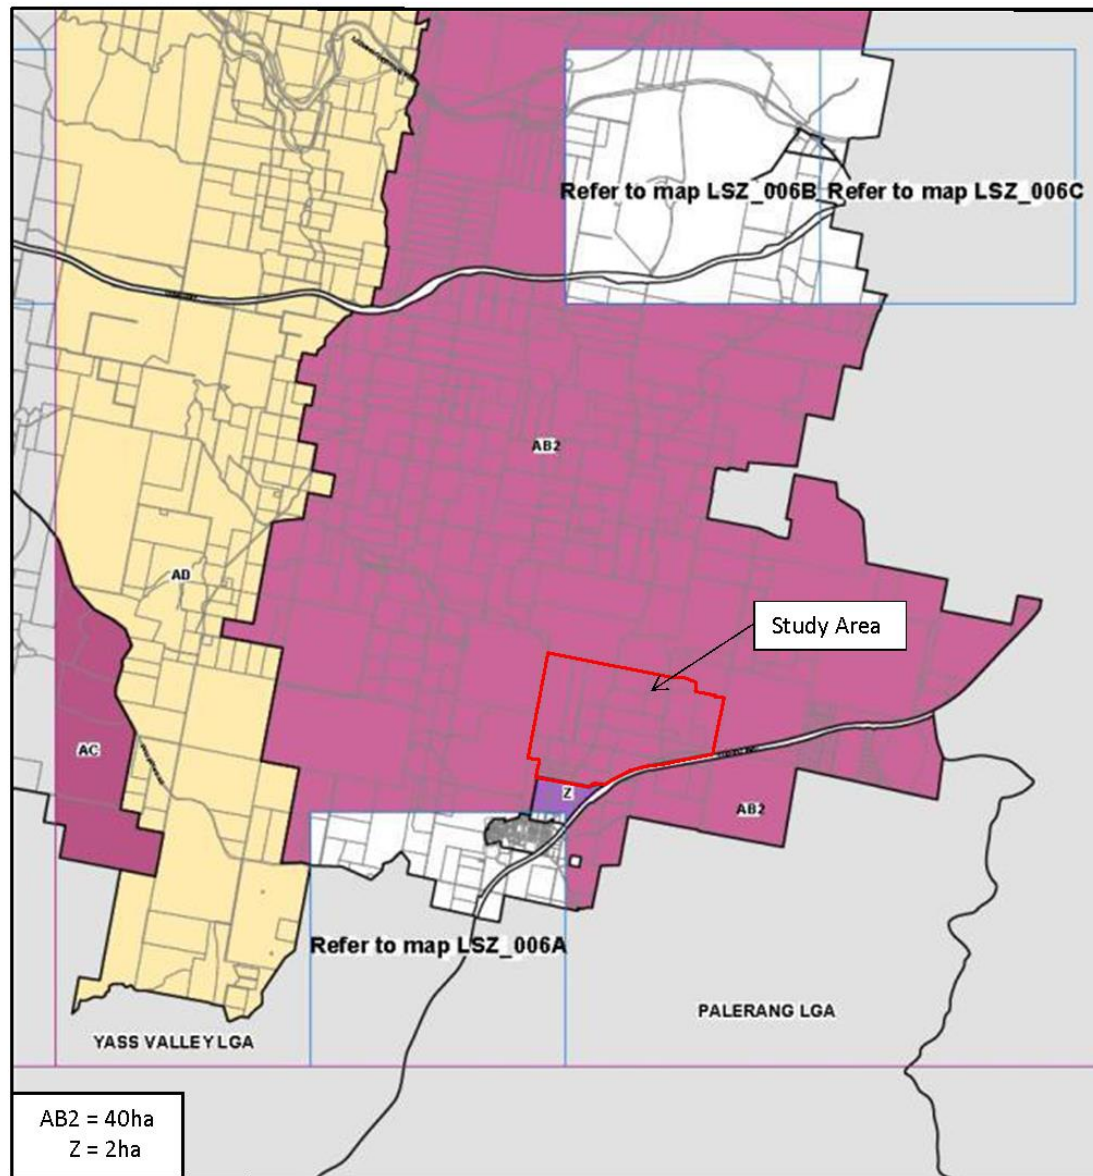 Refer to map LSZ_006B
Refer to map LSZ_006C
AB2
AD
Study Area
AC
Z
AB2
Refer to map LSZ_006A
PALERANG LGA
YASS VALLEY LGA
AB2 = 40ha
Z = 2ha